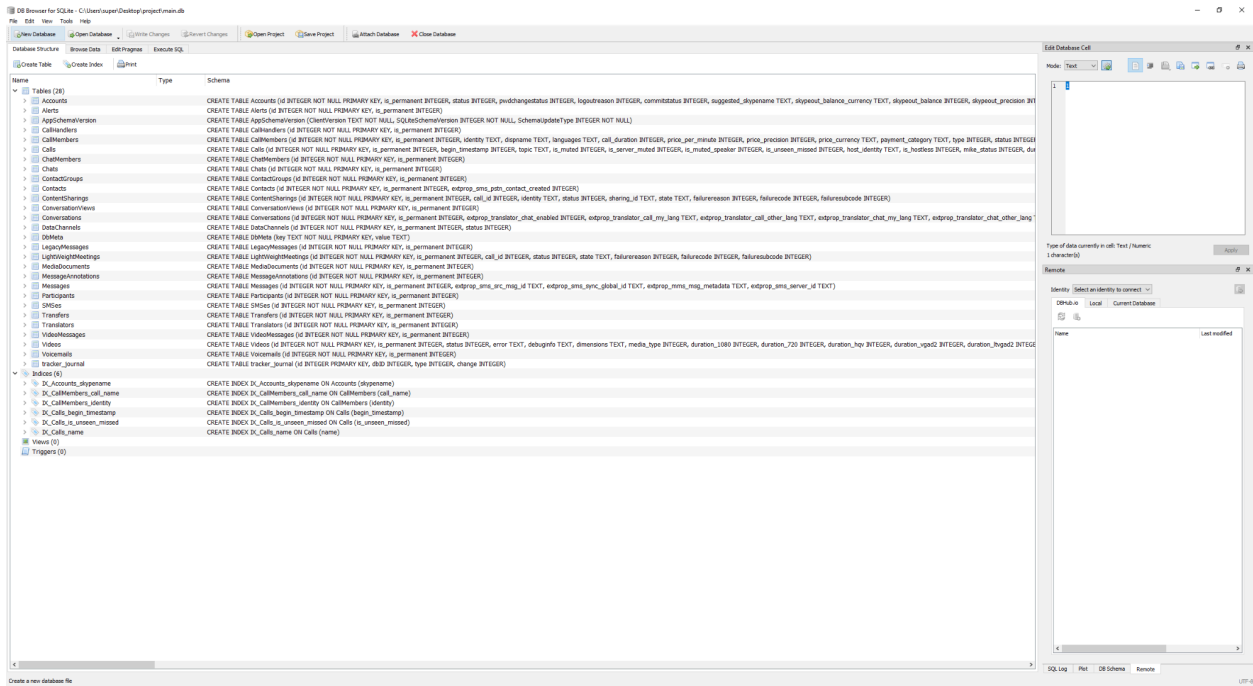 DB Browser for SQLite - C:\Users\super\Desktop\project\main.db
File Edit View Tools Help
New Database Open Database Write Changes Revert Changes Open Project Save Project Attach Database Close Database
Database Structure Browse Data Edit Pragmas Execute SQL
Create Table Create Index Print
Name Type Schema
Tables (28)
Accounts CREATE TABLE Accounts (id INTEGER NOT NULL PRIMARY KEY, is_permanent INTEGER, status INTEGER, pwdchangestatus INTEGER, logoutreason INTEGER, commitstatus INTEGER, suggested_skypename TEXT, skypeout_balance_currency TEXT, skypeout_balance INTEGER, skypeout_precision INT
Alerts CREATE TABLE Alerts (id INTEGER NOT NULL PRIMARY KEY, is_permanent INTEGER)
AppSchemaVersion CREATE TABLE AppSchemaVersion (ClientVersion TEXT NOT NULL, SQLiteSchemaVersion INTEGER NOT NULL, SchemaUpdateType INTEGER NOT NULL)
CallHandlers CREATE TABLE CallHandlers (id INTEGER NOT NULL PRIMARY KEY, is_permanent INTEGER)
CallMembers CREATE TABLE CallMembers (id INTEGER NOT NULL PRIMARY KEY, is_permanent INTEGER, identity TEXT, dispname TEXT, languages TEXT, call_duration INTEGER, price_per_minute INTEGER, price_precision INTEGER, price_currency TEXT, payment_category TEXT, type INTEGER, status INTEGER
Calls CREATE TABLE Calls (id INTEGER NOT NULL PRIMARY KEY, is_permanent INTEGER, begin_timestamp INTEGER, topic TEXT, is_muted INTEGER, is_server_muted INTEGER, is_muted_speaker INTEGER, is_unseen_missed INTEGER, host_identity TEXT, is_hostless INTEGER, mike_status INTEGER, dur
ChatMembers CREATE TABLE ChatMembers (id INTEGER NOT NULL PRIMARY KEY, is_permanent INTEGER)
Chats CREATE TABLE Chats (id INTEGER NOT NULL PRIMARY KEY, is_permanent INTEGER)
ContactGroups CREATE TABLE ContactGroups (id INTEGER NOT NULL PRIMARY KEY, is_permanent INTEGER)
Contacts CREATE TABLE Contacts (id INTEGER NOT NULL PRIMARY KEY, is_permanent INTEGER, extprop_sms_pstn_contact_created INTEGER)
ContentSharings CREATE TABLE ContentSharings (id INTEGER NOT NULL PRIMARY KEY, is_permanent INTEGER, call_id INTEGER, identity TEXT, status INTEGER, sharing_id TEXT, state TEXT, failurereason INTEGER, failurecode INTEGER, failuresubcode INTEGER)
ConversationViews CREATE TABLE ConversationViews (id INTEGER NOT NULL PRIMARY KEY, is_permanent INTEGER)
Conversations CREATE TABLE Conversations (id INTEGER NOT NULL PRIMARY KEY, is_permanent INTEGER, extprop_translator_chat_enabled INTEGER, extprop_translator_call_my_lang TEXT, extprop_translator_call_other_lang TEXT, extprop_translator_chat_my_lang TEXT, extprop_translator_chat_other_lang
DataChannels CREATE TABLE DataChannels (id INTEGER NOT NULL PRIMARY KEY, is_permanent INTEGER, status INTEGER)
DbMeta CREATE TABLE DbMeta (key TEXT NOT NULL PRIMARY KEY, value TEXT)
LegacyMessages CREATE TABLE LegacyMessages (id INTEGER NOT NULL PRIMARY KEY, is_permanent INTEGER)
LightWeightMeetings CREATE TABLE LightWeightMeetings (id INTEGER NOT NULL PRIMARY KEY, is_permanent INTEGER, call_id INTEGER, status INTEGER, state TEXT, failurereason INTEGER, failurecode INTEGER, failuresubcode INTEGER)
MediaDocuments CREATE TABLE MediaDocuments (id INTEGER NOT NULL PRIMARY KEY, is_permanent INTEGER)
MessageAnnotations CREATE TABLE MessageAnnotations (id INTEGER NOT NULL PRIMARY KEY, is_permanent INTEGER)
Messages CREATE TABLE Messages (id INTEGER NOT NULL PRIMARY KEY, is_permanent INTEGER, extprop_sms_src_msg_id TEXT, extprop_sms_sync_global_id TEXT, extprop_mms_msg_metadata TEXT, extprop_sms_server_id TEXT)
Participants CREATE TABLE Participants (id INTEGER NOT NULL PRIMARY KEY, is_permanent INTEGER)
SMSes CREATE TABLE SMSes (id INTEGER NOT NULL PRIMARY KEY, is_permanent INTEGER)
Transfers CREATE TABLE Transfers (id INTEGER NOT NULL PRIMARY KEY, is_permanent INTEGER)
Translators CREATE TABLE Translators (id INTEGER NOT NULL PRIMARY KEY, is_permanent INTEGER)
VideoMessages CREATE TABLE VideoMessages (id INTEGER NOT NULL PRIMARY KEY, is_permanent INTEGER)
Videos CREATE TABLE Videos (id INTEGER NOT NULL PRIMARY KEY, is_permanent INTEGER, status INTEGER, error TEXT, debuginfo TEXT, dimensions TEXT, media_type INTEGER, duration_1080 INTEGER, duration_720 INTEGER, duration_hqv INTEGER, duration_vgad2 INTEGER, duration_ltvgad2 INTEGE
Voicemails CREATE TABLE Voicemails (id INTEGER NOT NULL PRIMARY KEY, is_permanent INTEGER)
tracker_journal CREATE TABLE tracker_journal (id INTEGER NOT NULL PRIMARY KEY, dbID INTEGER, type INTEGER, change INTEGER)
Indices (6)
IX_Accounts_skypename CREATE INDEX IX_Accounts_skypename ON Accounts (skypename)
IX_CallMembers_call_name CREATE INDEX IX_CallMembers_call_name ON CallMembers (call_name)
IX_CallMembers_identity CREATE INDEX IX_CallMembers_identity ON CallMembers (identity)
IX_Calls_begin_timestamp CREATE INDEX IX_Calls_begin_timestamp ON Calls (begin_timestamp)
IX_Calls_is_unseen_missed CREATE INDEX IX_Calls_is_unseen_missed ON Calls (is_unseen_missed)
IX_Calls_name CREATE INDEX IX_Calls_name ON Calls (name)
Views (0)
Triggers (0)
Create a new database file
Edit Database Cell
Mode: Text
1 1
Type of data currently in cell: Text / Numeric
1 character(s)
Apply
Remote
Identity Select an identity to connect
DBHub.io Local Current Database
Name Last modified
SQL Log Plot DB Schema Remote
UTF-8